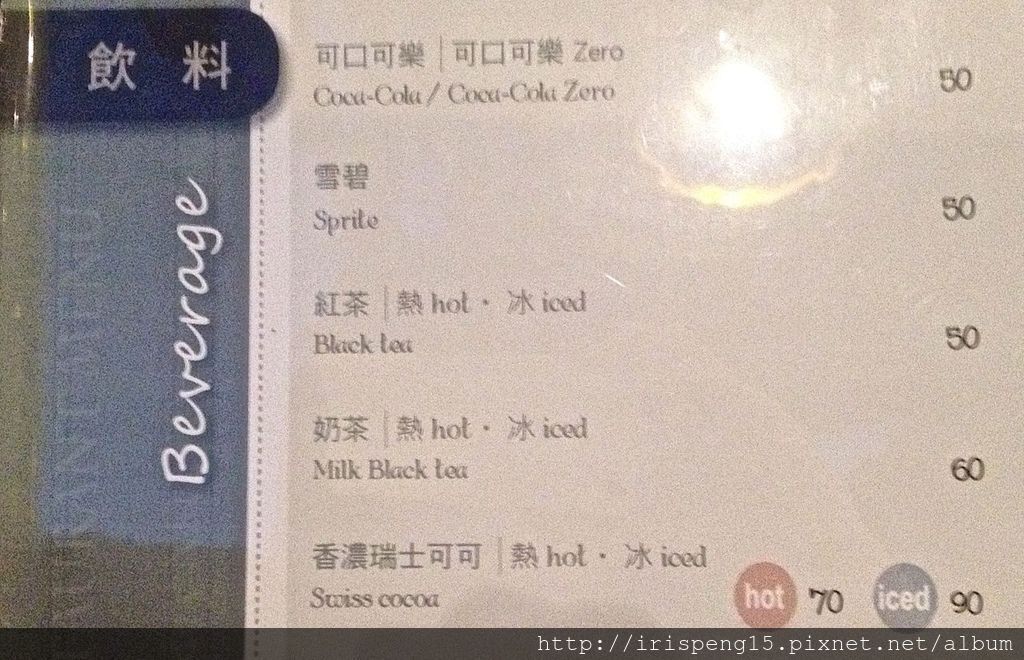 飲料
Beverage
可口可樂 | 可口可樂 Zero
Coca-Cola / Coca-Cola Zero 50
雪碧
Sprite 50
紅茶 | 熱 hot · 冰 iced
Black tea 50
奶茶 | 熱 hot · 冰 iced
Milk Black tea 60
香濃瑞士可可 | 熱 hot · 冰 iced
Swiss cocoa hot 70 iced 90
http://irispeng15.pixnet.net/album